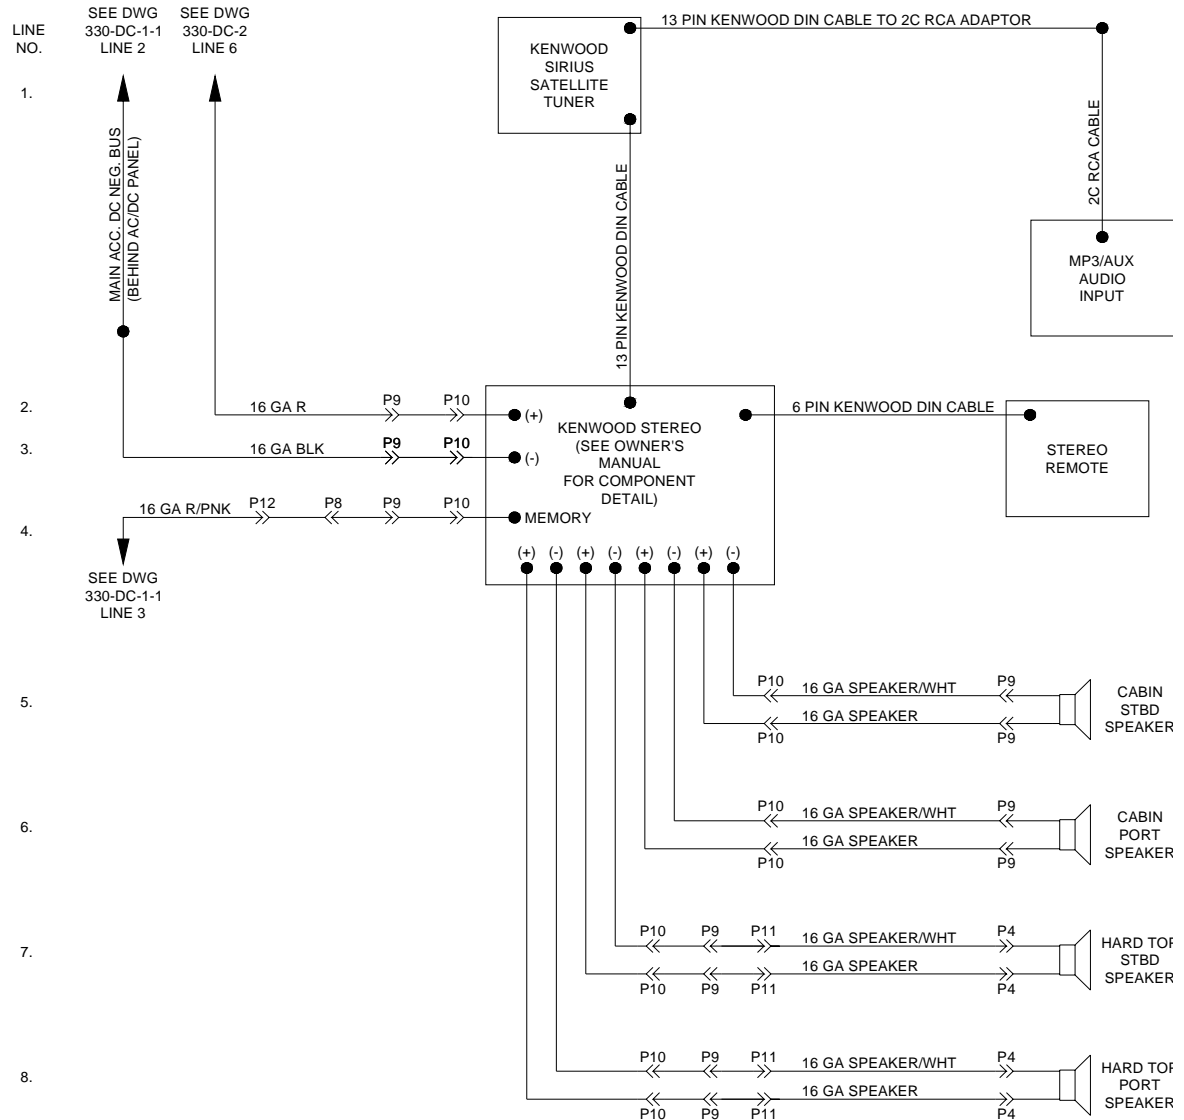 LINE
NO.
SEE DWG
330-DC-1-1
LINE 2
SEE DWG
330-DC-2
LINE 6
13 PIN KENWOOD DIN CABLE TO 2C RCA ADAPTOR
KENWOOD
SIRIUS
SATELLITE
TUNER
1.
MAIN ACC. DC NEG. BUS
(BEHIND AC/DC PANEL)
13 PIN KENWOOD DIN CABLE
2C RCA CABLE
MP3/AUX
AUDIO
INPUT
2.
16 GA R
P9
P10
(+)
KENWOOD STEREO
(SEE OWNER'S
MANUAL
FOR COMPONENT
DETAIL)
6 PIN KENWOOD DIN CABLE
STEREO
REMOTE
3.
16 GA BLK
P9
P10
(-)
4.
16 GA R/PNK
P12
P8
P9
P10
MEMORY
(+) (-) (+) (-) (+) (-) (+) (-)
SEE DWG
330-DC-1-1
LINE 3
5.
P10
16 GA SPEAKER/WHT
P9
16 GA SPEAKER
P10
P9
CABIN
STBD
SPEAKER
6.
P10
16 GA SPEAKER/WHT
P9
16 GA SPEAKER
P10
P9
CABIN
PORT
SPEAKER
7.
P10
P9
P11
16 GA SPEAKER/WHT
P4
16 GA SPEAKER
P10
P9
P11
P4
HARD TOP
STBD
SPEAKER
8.
P10
P9
P11
16 GA SPEAKER/WHT
P4
16 GA SPEAKER
P10
P9
P11
P4
HARD TOP
PORT
SPEAKER